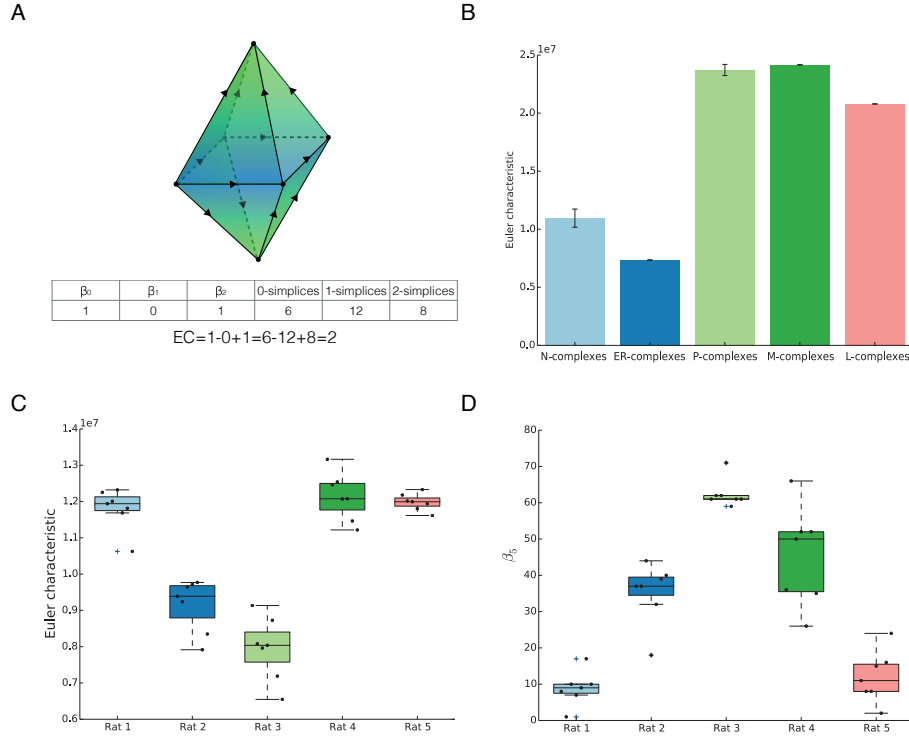 A
β0 β1 β2 0-simplices 1-simplices 2-simplices
1 0 1 6 12 8
EC=1-0+1=6-12+8=2
B
1e7
2.5
2.0
1.5
1.0
0.5
0.0
Euler characteristic
N-complexes ER-complexes P-complexes M-complexes L-complexes
C
1e7
1.4
1.3
1.2
1.1
1.0
0.9
0.8
0.7
0.6
Euler characteristic
Rat 1 Rat 2 Rat 3 Rat 4 Rat 5
D
80
70
60
50
40
30
20
10
0
β5
Rat 1 Rat 2 Rat 3 Rat 4 Rat 5